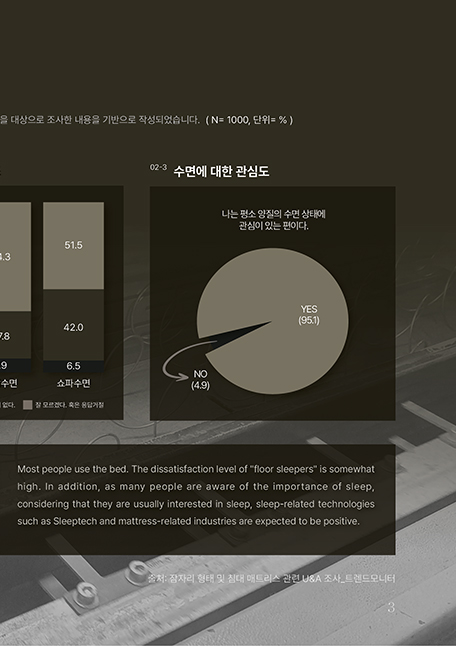 을 대상으로 조사한 내용을 기반으로 작성되었습니다. ( N= 1000, 단위= % )
02-3 수면에 대한 관심도
나는 평소 양질의 수면 상태에
관심이 있는 편이다.
YES
(95.1)
NO
(4.9)
4.3
51.5
7.8
42.0
.9
6.5
수면
쇼파수면
없다.
잘 모르겠다. 혹은 응답거절
Most people use the bed. The dissatisfaction level of "floor sleepers" is somewhat
high. In addition, as many people are aware of the importance of sleep,
considering that they are usually interested in sleep, sleep-related technologies
such as Sleeptech and mattress-related industries are expected to be positive.
출처: 잠자리 형태 및 침대 매트리스 관련 U&A 조사_트렌드모니터
3